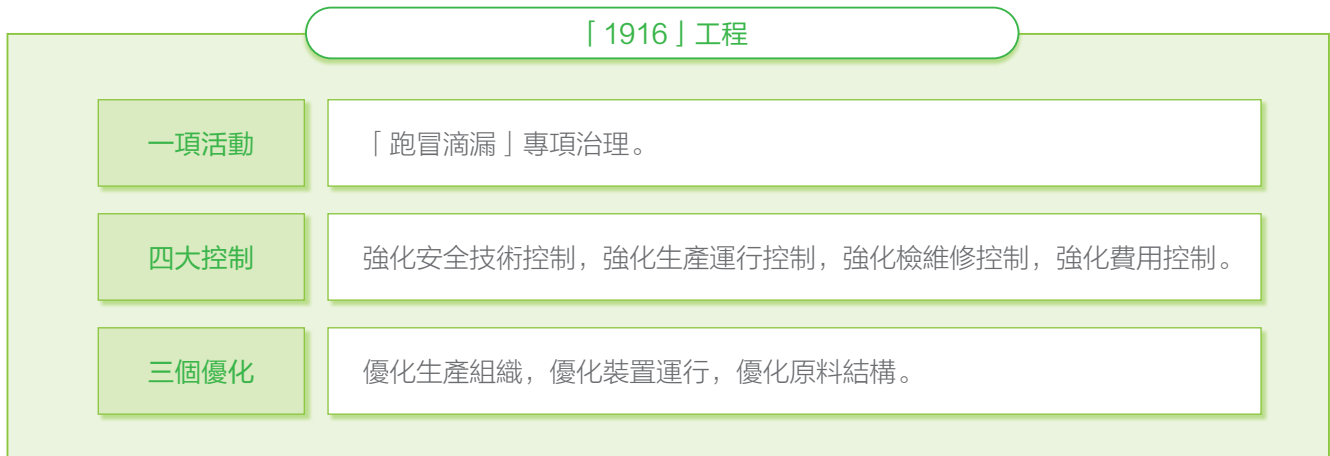 「1916」工程
一項活動
「跑冒滴漏」專項治理。
四大控制
強化安全技術控制，強化生產運行控制，強化檢維修控制，強化費用控制。
三個優化
優化生產組織，優化裝置運行，優化原料結構。